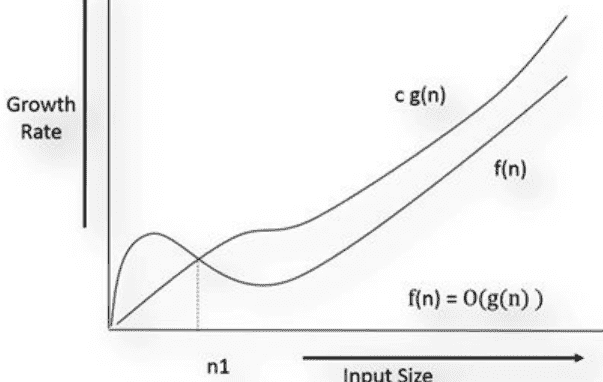 Growth
Rate
c g(n)
f(n)
f(n) = O(g(n) )
n1
Input Size